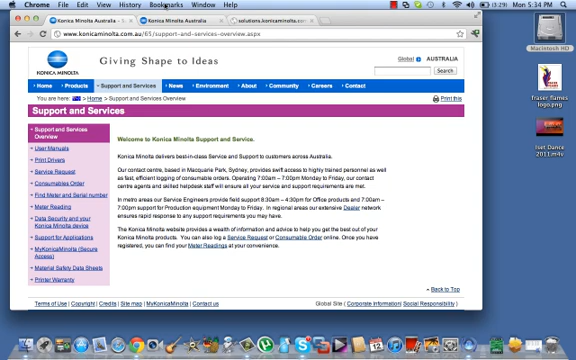 Chrome File Edit View History Bookmarks Window Help
(3:29) Mon 5:34 PM
Konica Minolta Australia
solutions.konicaminolta.com
www.konicaminolta.com.au/65/support-and-services-overview.aspx
Macintosh HD
KONICA MINOLTA
Giving Shape to Ideas
Global AUSTRALIA
Search
Home Products Support and Services News Environment About Community Careers Contact
You are here: Home > Support and Services Overview
Print this
Support and Services
Support and Services
Overview
User Manuals
Print Drivers
Service Request
Consumables Order
Find Meter and Serial number
Meter Reading
Data Security and your
Konica Minolta device
Support for Applications
MyKonicaMinolta (Secure
Access)
Material Safety Data Sheets
Printer Warranty
Welcome to Konica Minolta Support and Service.
Konica Minolta delivers best-in-class Service and Support to customers across Australia.
Our contact centre, based in Macquarie Park, Sydney, provides swift access to highly trained personnel as well
as fast, efficient logging of consumable orders. Operating 7:00am – 7:00pm Monday to Friday, our contact
centre agents and skilled helpdesk staff will ensure all your service and support requirements are met.
In metro areas our Service Engineers provide field support 8:30am – 4:30pm for Office products and 7:00am –
7:00pm support for Production equipment Monday to Friday. In regional areas our extensive Dealer network
ensures rapid response to any support requirements you may have.
The Konica Minolta website provides a wealth of information and advice to help you get the best out of your
Konica Minolta products. You can also log a Service Request or Consumable Order online. Once you have
registered, you can find your Meter Readings at your convenience.
Back to Top
Terms of Use | Copyright | Credits | Site map | MyKonicaMinolta | Contact us
Global Site ( Corporate Information | Social Responsibility )
Traser flames
logo.png
Iset Dance
2011.m4v